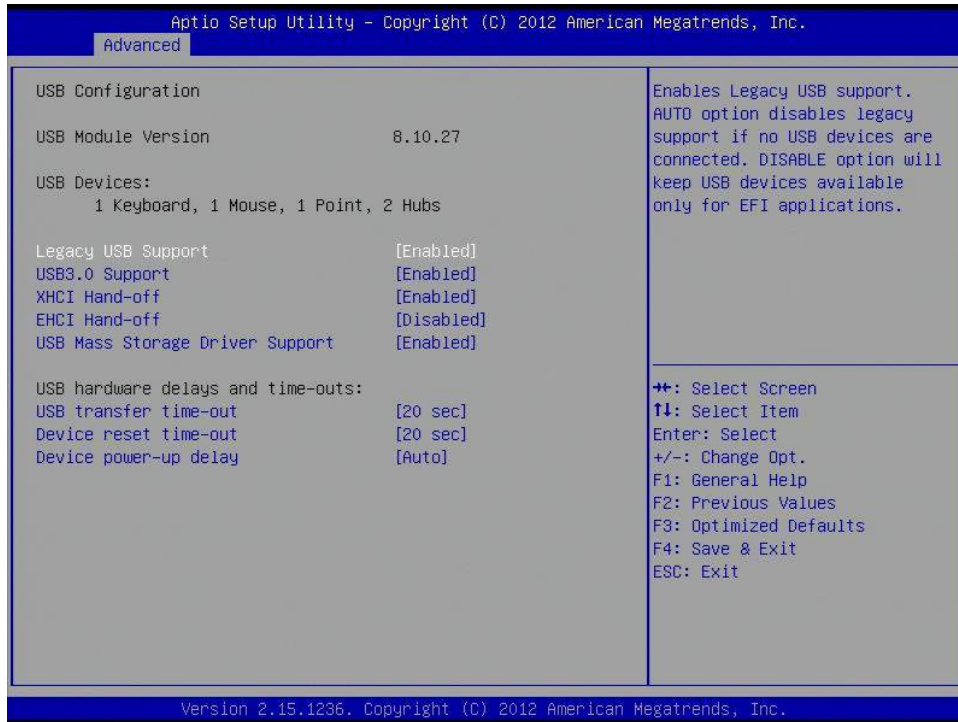 Aptio Setup Utility – Copyright (C) 2012 American Megatrends, Inc.
Advanced
USB Configuration
USB Module Version 8.10.27
USB Devices:
1 Keyboard, 1 Mouse, 1 Point, 2 Hubs
Legacy USB Support [Enabled]
USB3.0 Support [Enabled]
XHCI Hand-off [Enabled]
EHCI Hand-off [Disabled]
USB Mass Storage Driver Support [Enabled]
USB hardware delays and time-outs:
USB transfer time-out [20 sec]
Device reset time-out [20 sec]
Device power-up delay [Auto]
Enables Legacy USB support.
AUTO option disables legacy
support if no USB devices are
connected. DISABLE option will
keep USB devices available
only for EFI applications.
→←: Select Screen
↑↓: Select Item
Enter: Select
+/-: Change Opt.
F1: General Help
F2: Previous Values
F3: Optimized Defaults
F4: Save & Exit
ESC: Exit
Version 2.15.1236. Copyright (C) 2012 American Megatrends, Inc.